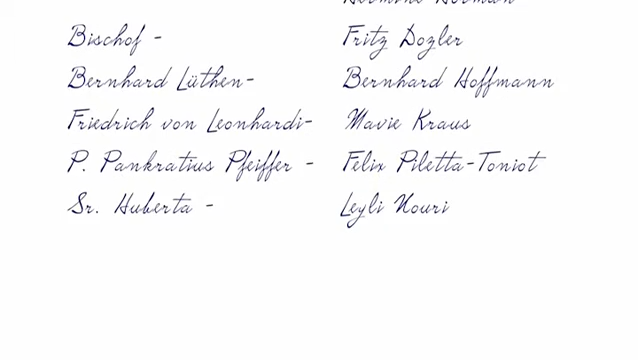 Bischof - Fritz Dozler
Bernhard Lüthen- Bernhard Hoffmann
Friedrich von Leonhardi- Mavie Kraus
P. Pankratius Pfeiffer - Felix Piletta-Toniot
Sr. Huberta - Leyli Nouri